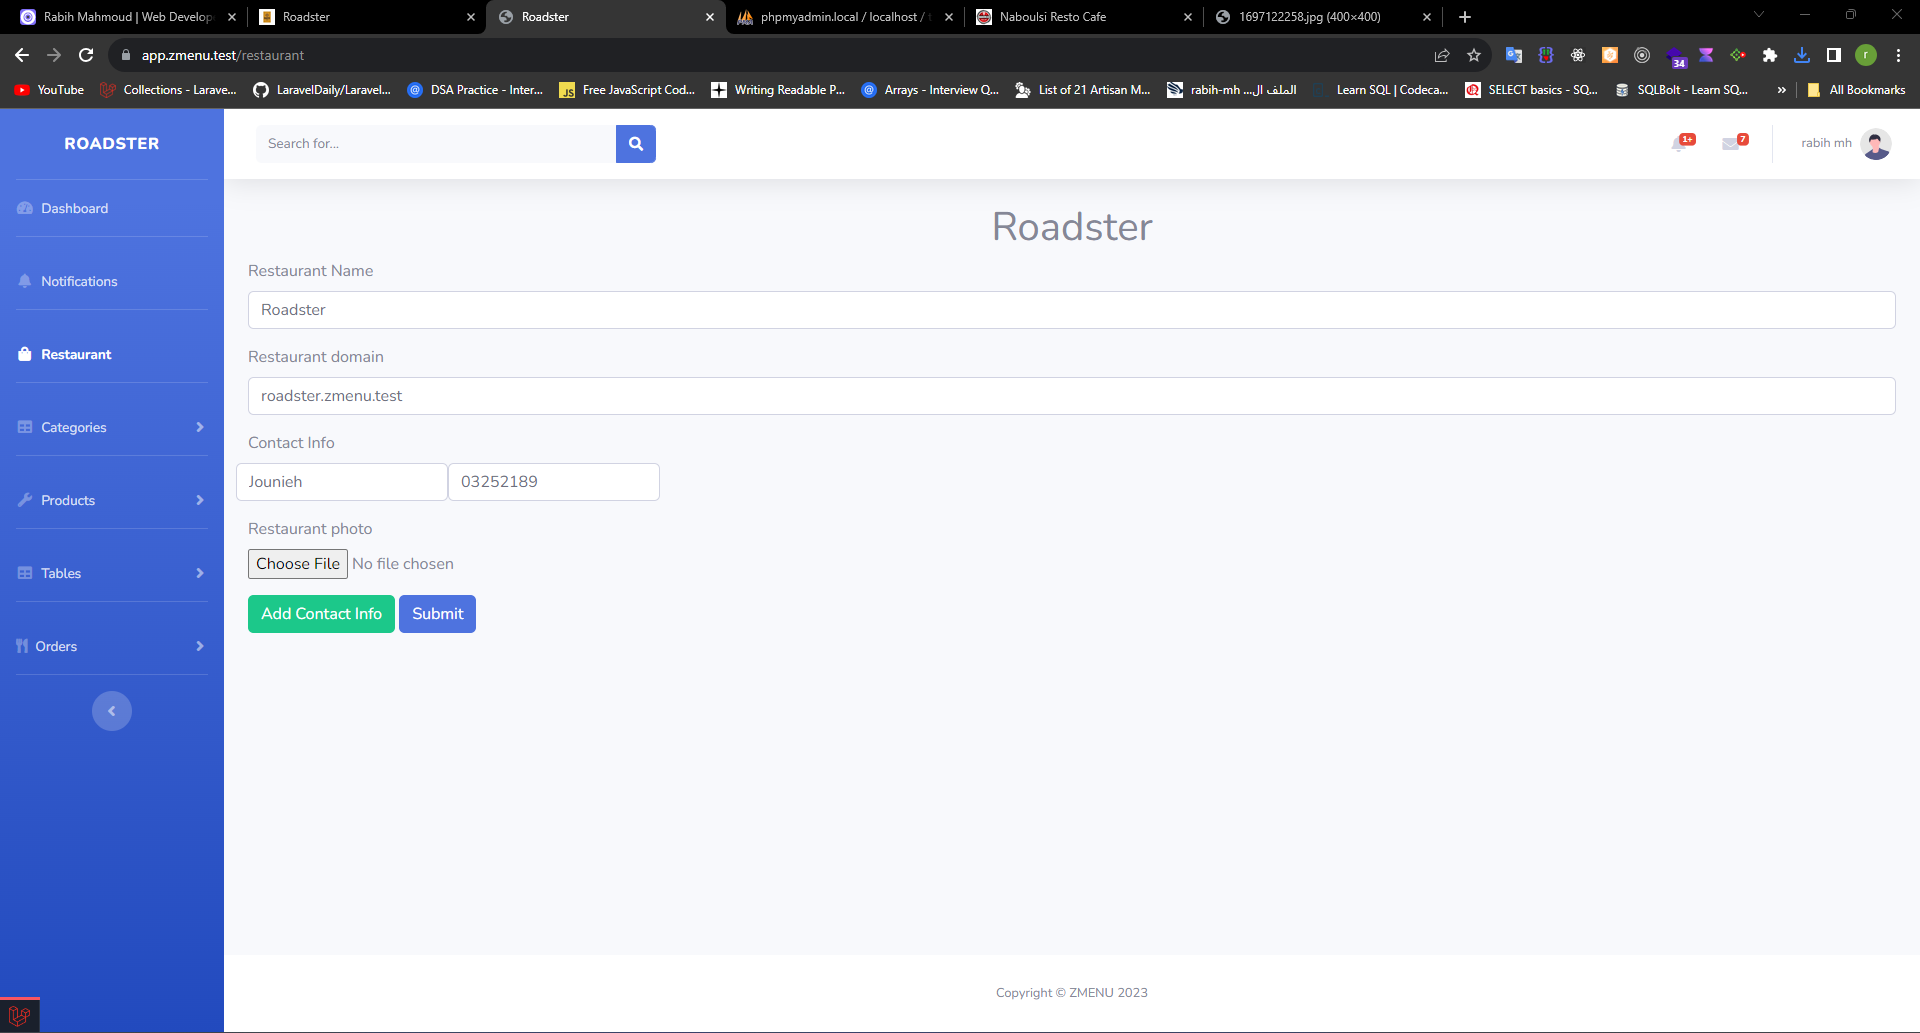 Rabih Mahmoud | Web Develop
Roadster
Roadster
phpmyadmin.local / localhost /
Naboulsi Resto Cafe
1697122258.jpg (400×400)
app.zmenu.test/restaurant
34
r
YouTube
Collections - Larave...
LaravelDaily/Laravel...
DSA Practice - Inter...
JS
Free JavaScript Cod...
Writing Readable P...
Arrays - Interview Q...
List of 21 Artisan M...
rabih-mh ...الملف ال
Learn SQL | Codeca...
SELECT basics - SQ...
SQLBolt - Learn SQ...
»
All Bookmarks
ROADSTER
Search for...
1+
7
rabih mh
Dashboard
Notifications
Restaurant
Categories
Products
Tables
Orders
Roadster
Restaurant Name
Roadster
Restaurant domain
roadster.zmenu.test
Contact Info
Jounieh
03252189
Restaurant photo
Choose File No file chosen
Add Contact Info
Submit
Copyright © ZMENU 2023